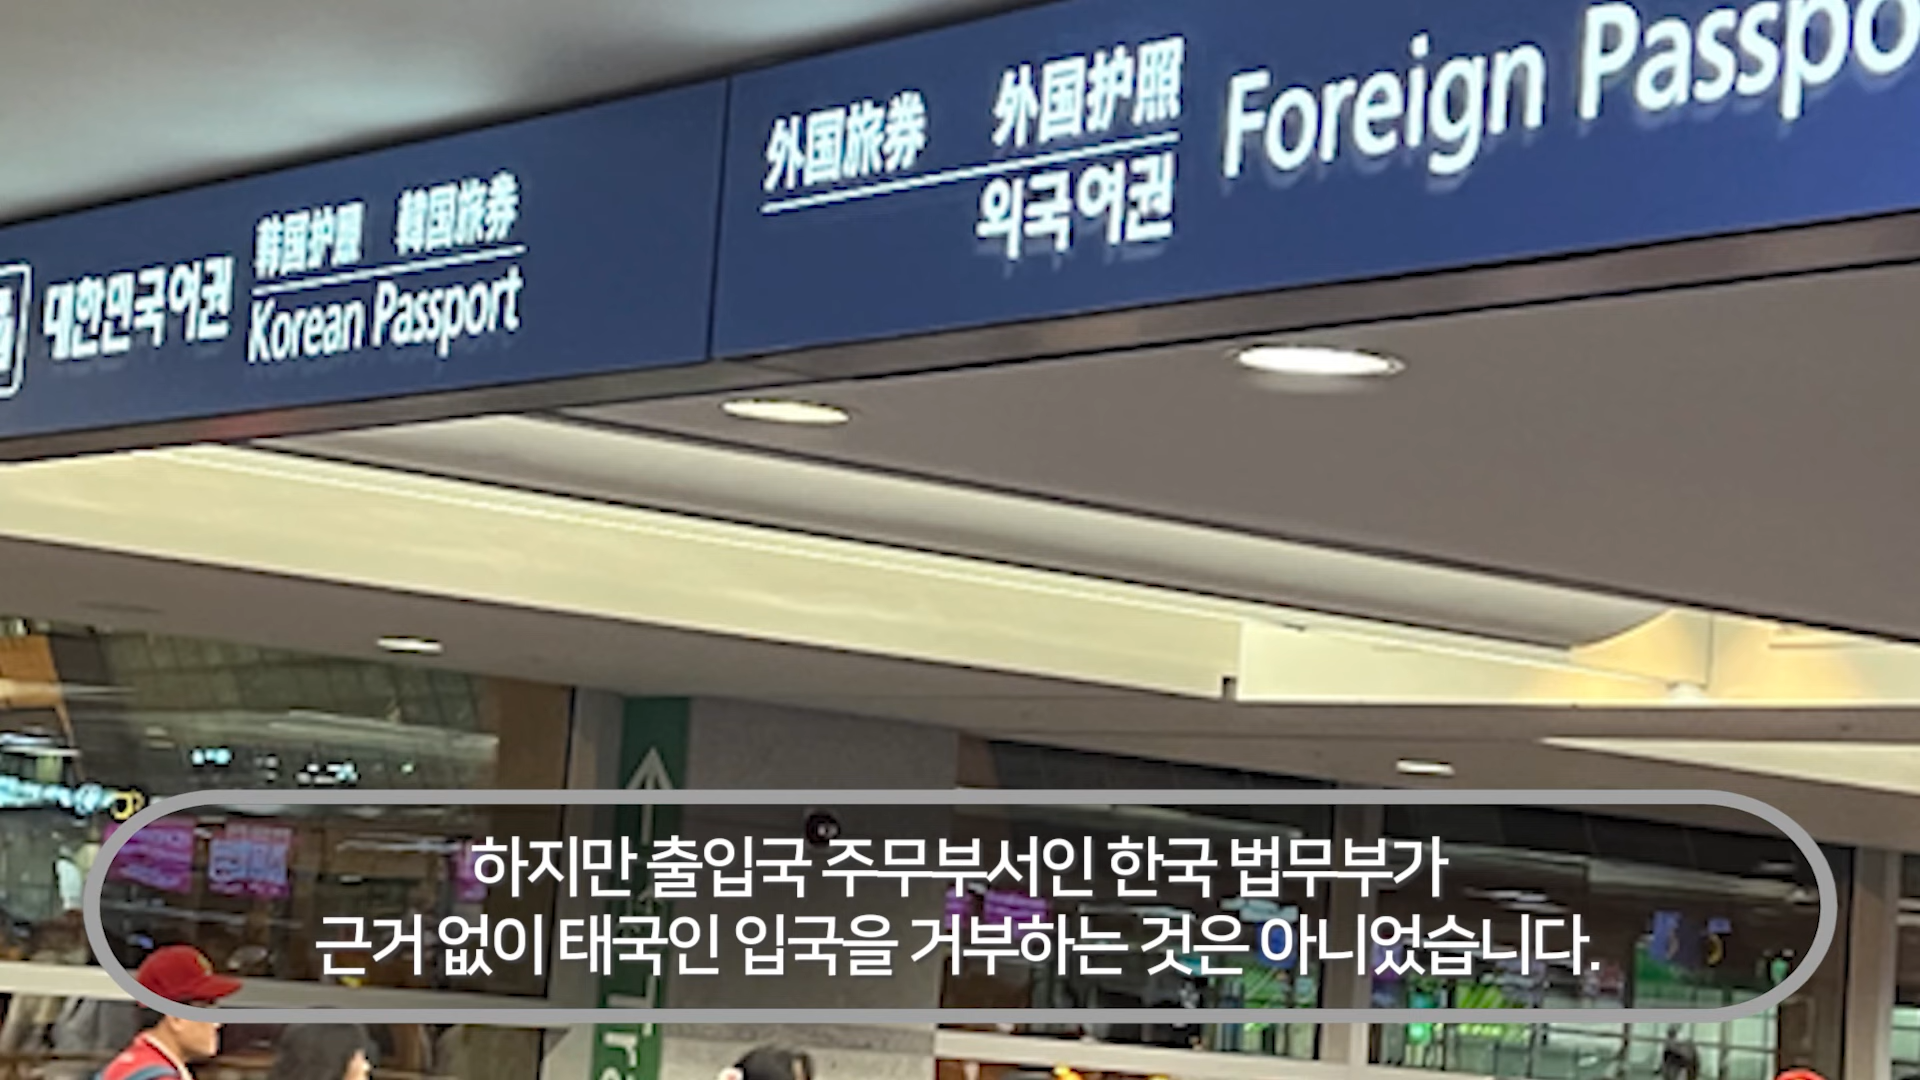 대한민국여권
韩国护照 韓国旅券
Korean Passport
外国旅券 外国护照
외국여권
Foreign Passpo
하지만 출입국 주무부서인 한국 법무부가
근거 없이 태국인 입국을 거부하는 것은 아니었습니다.